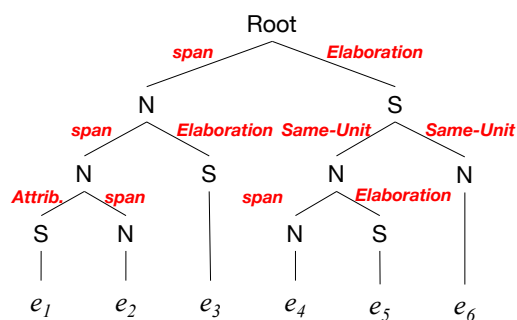 Root
span Elaboration
N S
span Elaboration Same-Unit Same-Unit
N S N N
Attrib. span span Elaboration
S N N S
e1 e2 e3 e4 e5 e6